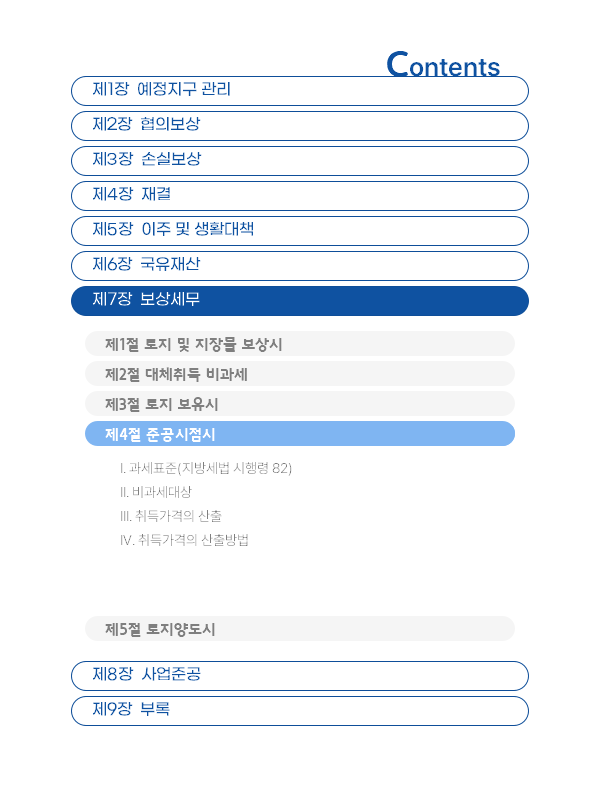 Contents
제1장 예정지구 관리
제2장 협의보상
제3장 손실보상
제4장 재결
제5장 이주 및 생활대책
제6장 국유재산
제7장 보상세무
제1절 토지 및 지장물 보상시
제2절 대체취득 비과세
제3절 토지 보유시
제4절 준공시점시
I. 과세표준(지방세법 시행령 82)
II. 비과세대상
III. 취득가격의 산출
IV. 취득가격의 산출방법
제5절 토지양도시
제8장 사업준공
제9장 부록